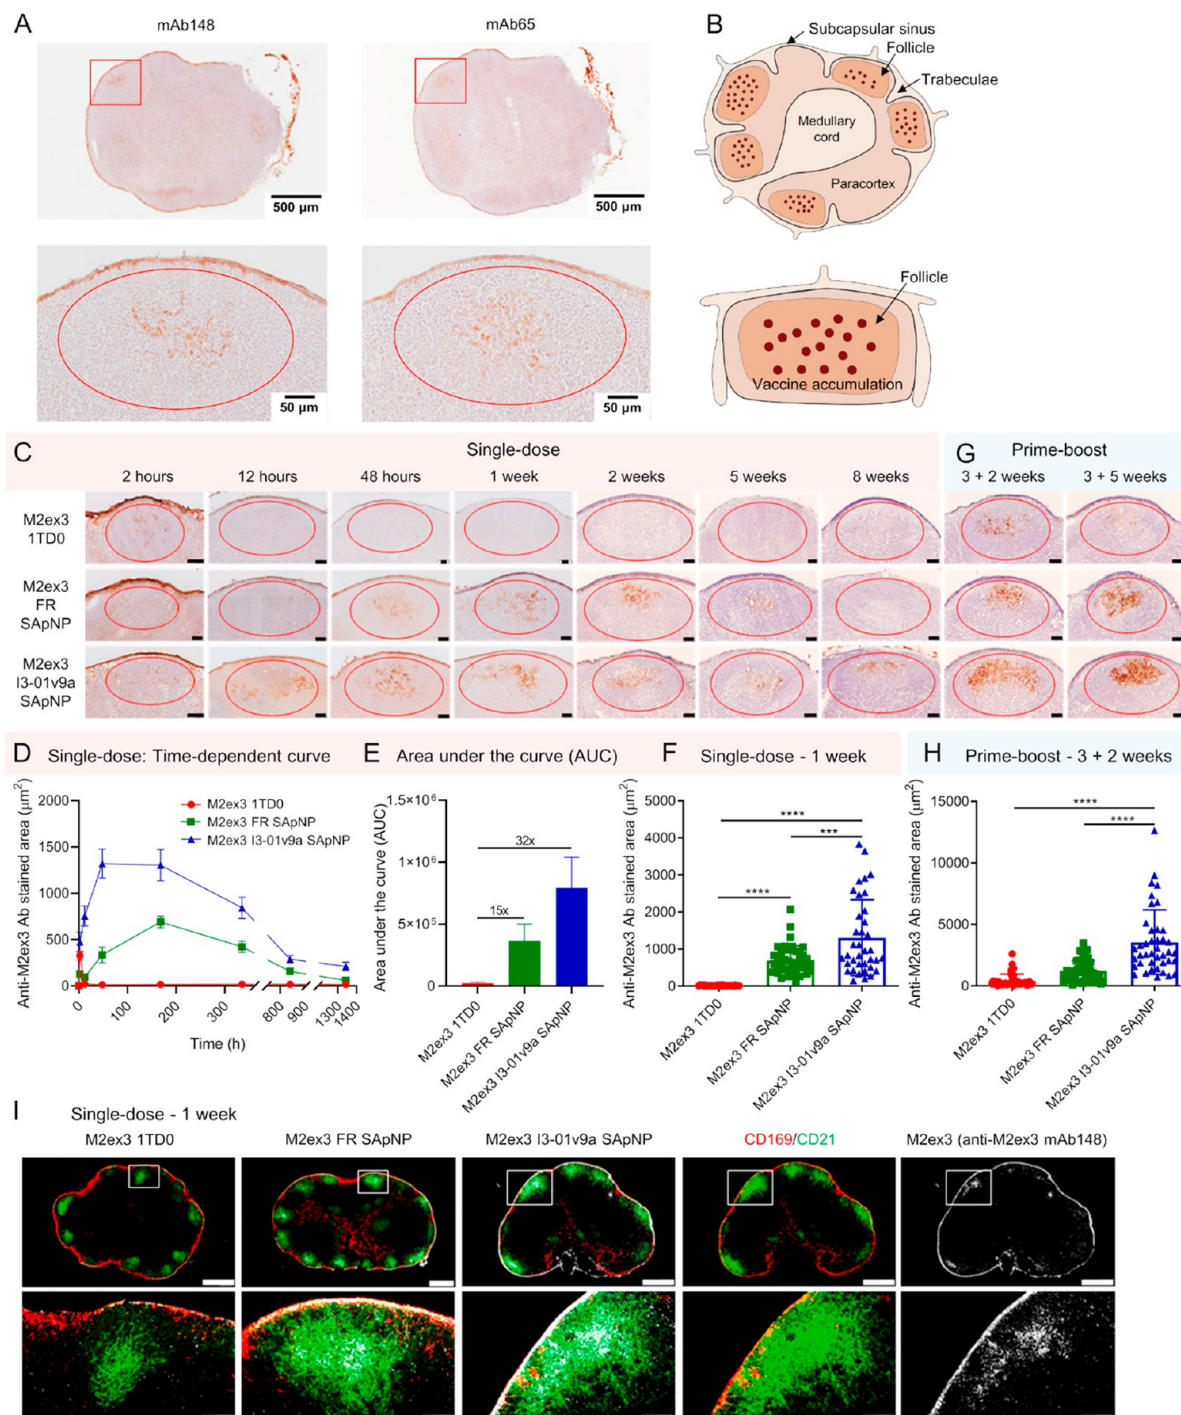 A
mAb148
mAb65
500 µm
500 µm
50 µm
50 µm
B
Subcapsular sinus
Follicle
Trabeculae
Medullary
cord
Paracortex
Follicle
Vaccine accumulation
C
Single-dose
2 hours
12 hours
48 hours
1 week
2 weeks
5 weeks
8 weeks
G
Prime-boost
3 + 2 weeks
3 + 5 weeks
M2ex3
1TD0
M2ex3
FR
SApNP
M2ex3
I3-01v9a
SApNP
D Single-dose: Time-dependent curve
Anti-M2ex3 Ab stained area (µm²)
2000
1500
1000
500
0
M2ex3 1TD0
M2ex3 FR SApNP
M2ex3 I3-01v9a SApNP
0 100 200 300 800 900 1300 1400
Time (h)
E Area under the curve (AUC)
Area under the curve (AUC)
1.5×10⁶
1×10⁶
5×10⁵
0
15x
32x
M2ex3 1TD0
M2ex3 FR SApNP
M2ex3 I3-01v9a SApNP
F Single-dose - 1 week
Anti-M2ex3 Ab stained area (µm²)
5000
4000
3000
2000
1000
0
****
***
****
M2ex3 1TD0
M2ex3 FR SApNP
M2ex3 I3-01v9a SApNP
H Prime-boost - 3 + 2 weeks
Anti-M2ex3 Ab stained area (µm²)
15000
10000
5000
0
****
****
M2ex3 1TD0
M2ex3 FR SApNP
M2ex3 I3-01v9a SApNP
I
Single-dose - 1 week
M2ex3 1TD0
M2ex3 FR SApNP
M2ex3 I3-01v9a SApNP
CD169/CD21
M2ex3 (anti-M2ex3 mAb148)